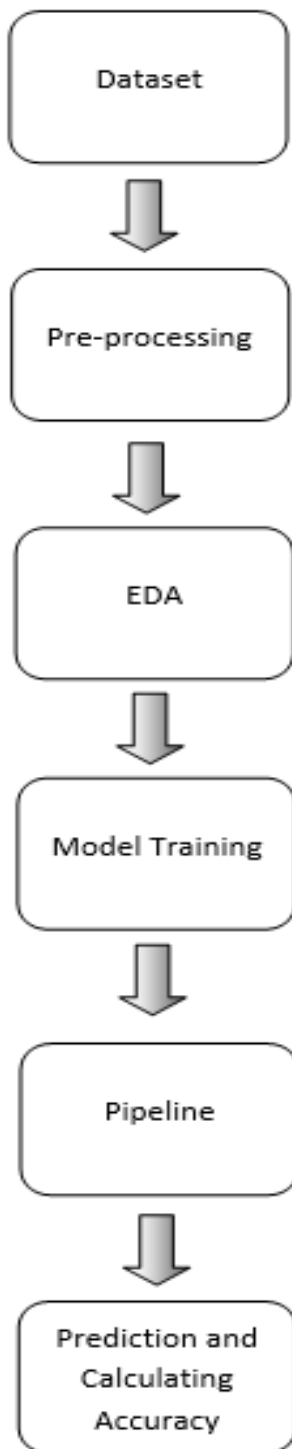 Dataset
Pre-processing
EDA
Model Training
Pipeline
Prediction and
Calculating
Accuracy